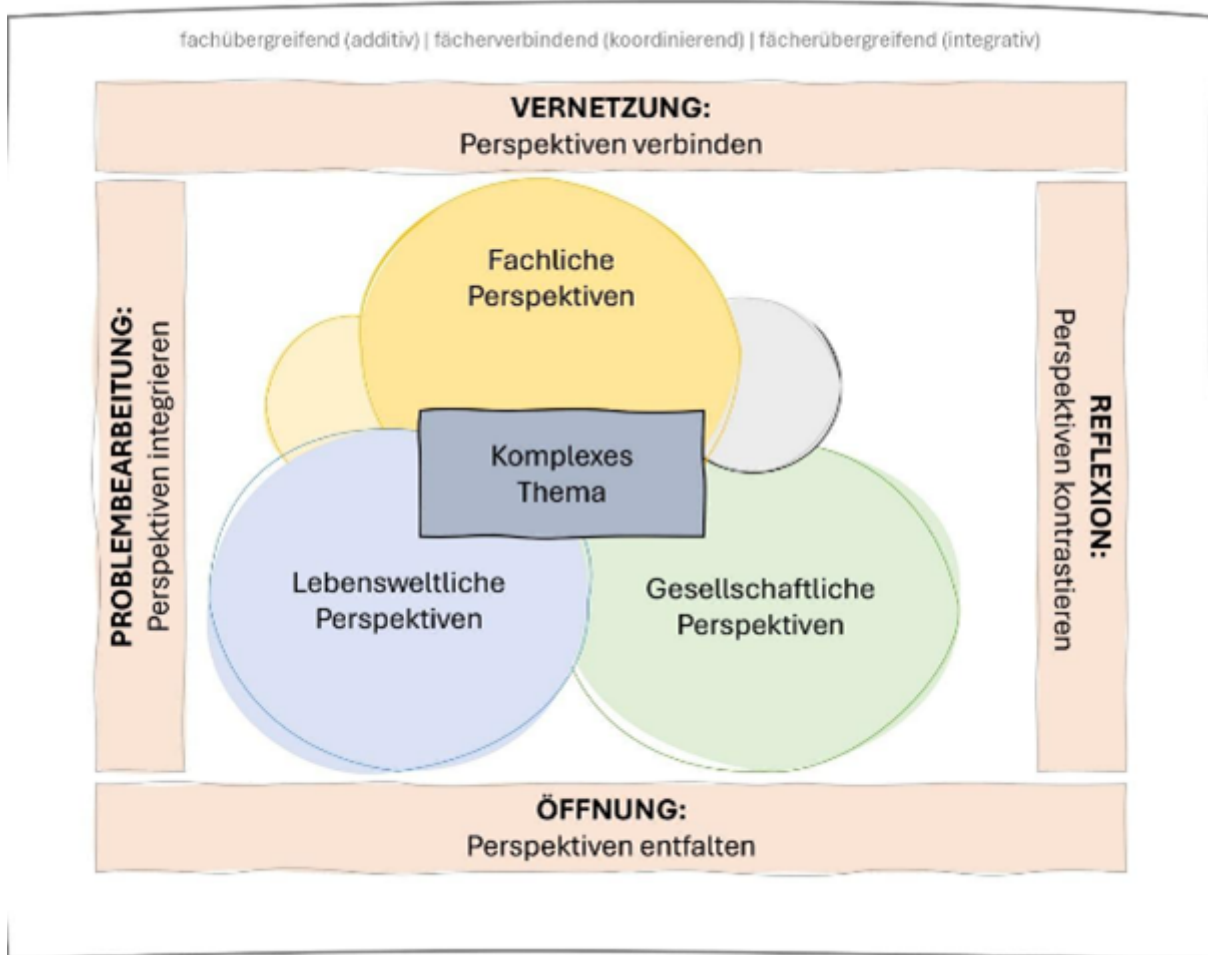 fachübergreifend (additiv) | fächerverbindend (koordinierend) | fächerübergreifend (integrativ)
VERNETZUNG:
Perspektiven verbinden
PROBLEMBEARBEITUNG:
Perspektiven integrieren
Fachliche
Perspektiven
Komplexes
Thema
Lebensweltliche
Perspektiven
Gesellschaftliche
Perspektiven
REFLEXION:
Perspektiven kontrastieren
ÖFFNUNG:
Perspektiven entfalten